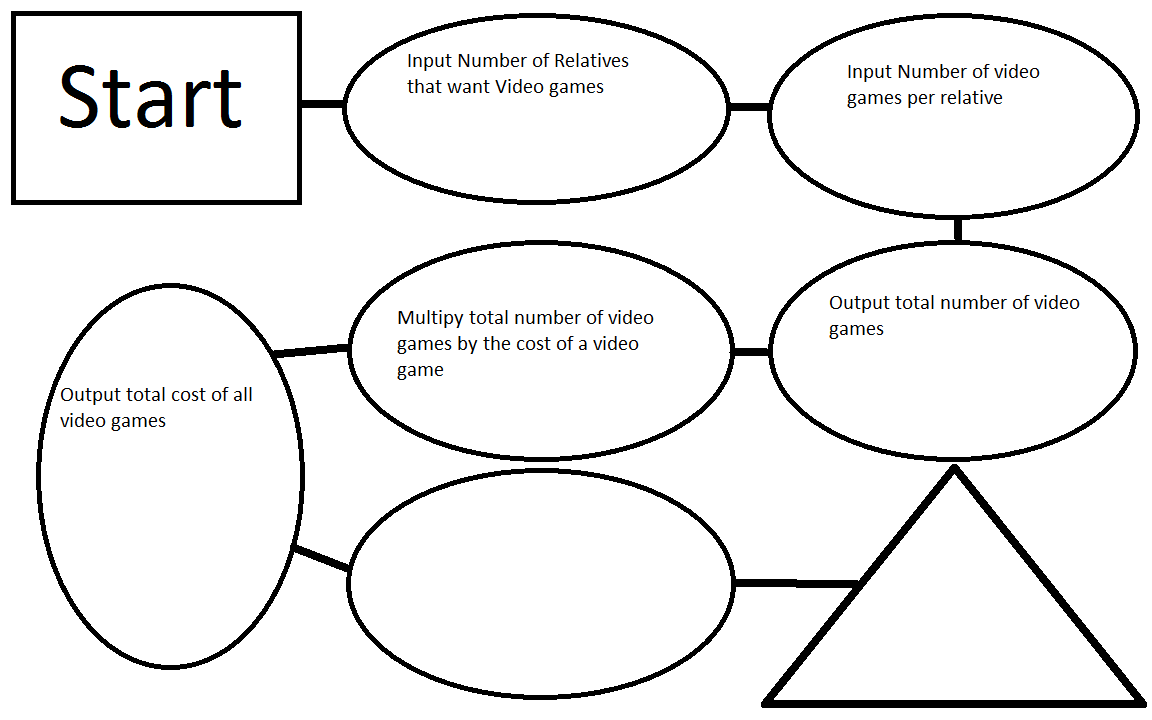 Start
Input Number of Relatives
that want Video games
Input Number of video
games per relative
Output total number of video
games
Multipy total number of video
games by the cost of a video
game
Output total cost of all
video games